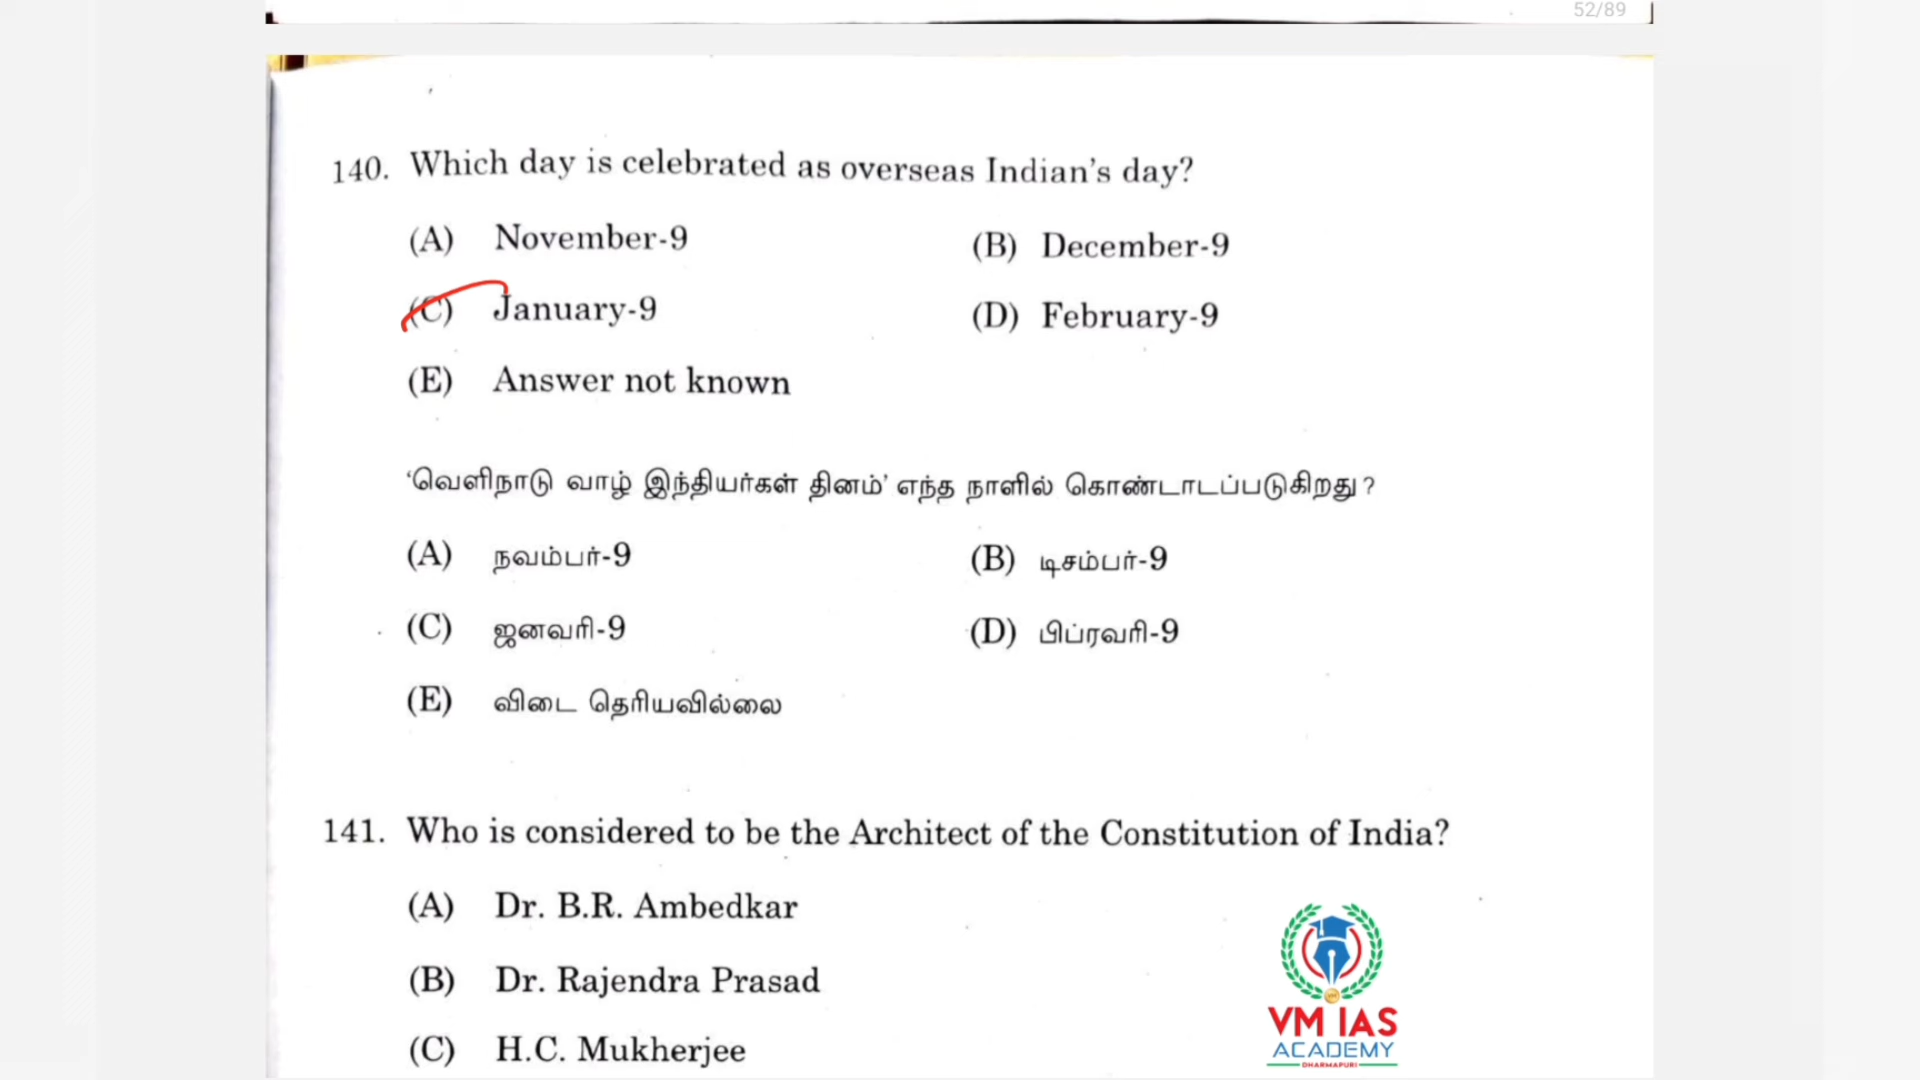 52/89
140. Which day is celebrated as overseas Indian's day?
(A) November-9 (B) December-9
(C) January-9 (D) February-9
(E) Answer not known
‘வெளிநாடு வாழ் இந்தியர்கள் தினம்’ எந்த நாளில் கொண்டாடப்படுகிறது?
(A) நவம்பர்-9 (B) டிசம்பர்-9
(C) ஜனவரி-9 (D) பிப்ரவரி-9
(E) விடை தெரியவில்லை
141. Who is considered to be the Architect of the Constitution of India?
(A) Dr. B.R. Ambedkar
(B) Dr. Rajendra Prasad
(C) H.C. Mukherjee
VM IAS
ACADEMY
DHARMAPURI